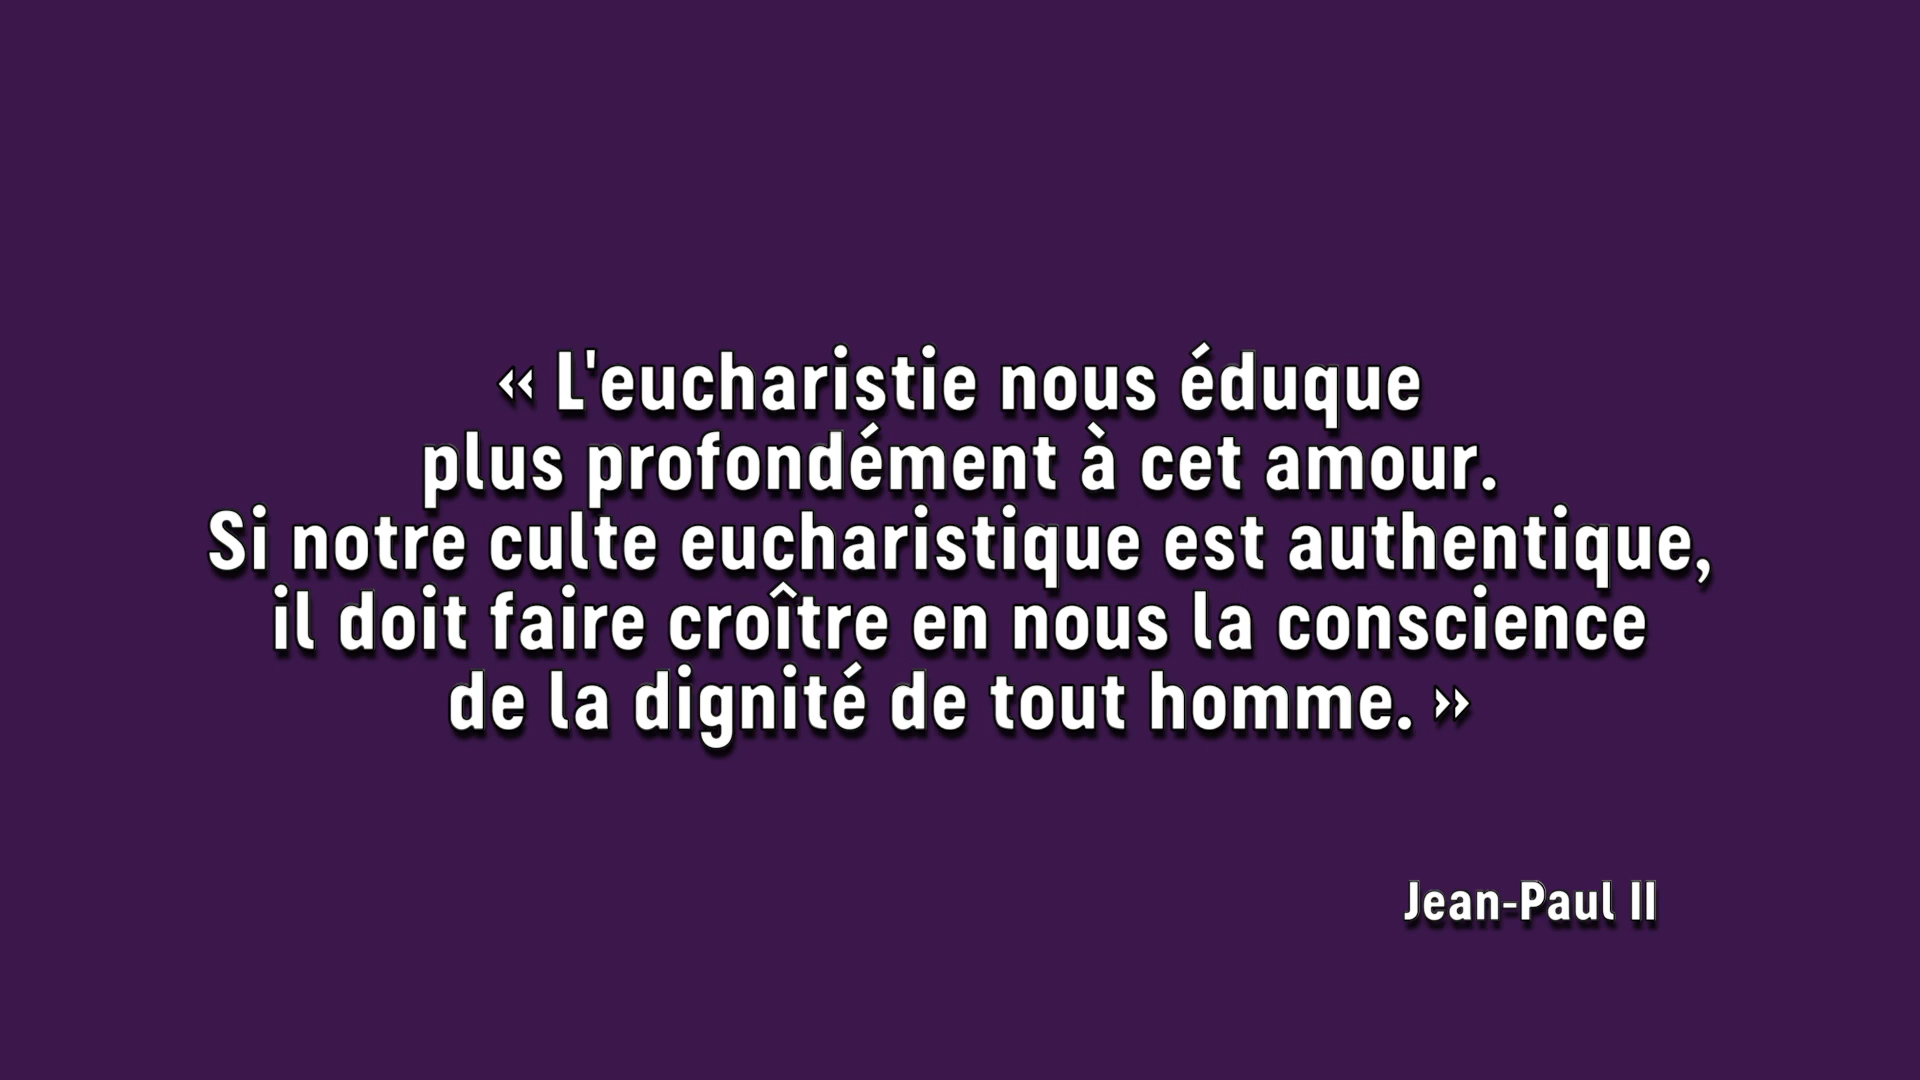 « L'eucharistie nous éduque
plus profondément à cet amour.
Si notre culte eucharistique est authentique,
il doit faire croître en nous la conscience
de la dignité de tout homme. »
Jean-Paul II